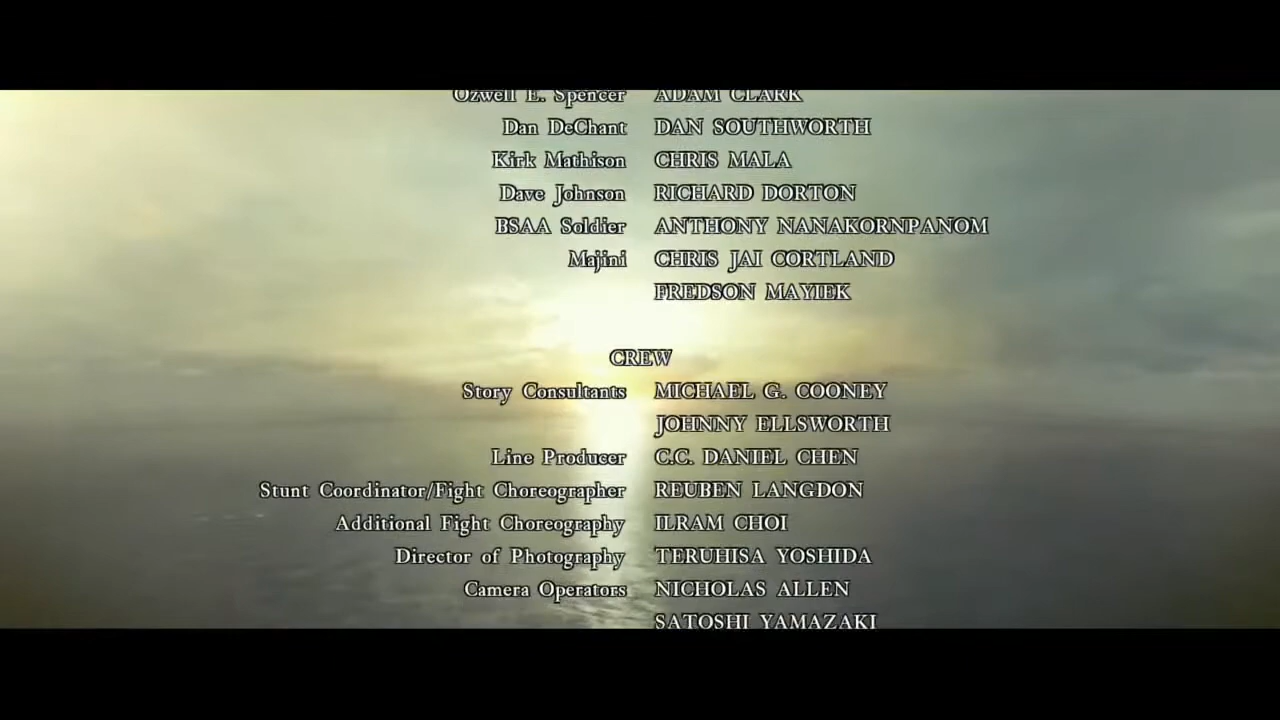 Ozwell E. Spencer ADAM CLARK
Dan DeChant DAN SOUTHWORTH
Kirk Mathison CHRIS MALA
Dave Johnson RICHARD DORTON
BSAA Soldier ANTHONY NANAKORNPANOM
Majini CHRIS JAI CORTLAND
FREDSON MAYIEK
CREW
Story Consultants MICHAEL G. COONEY
JOHNNY ELLSWORTH
Line Producer C.C. DANIEL CHEN
Stunt Coordinator/Fight Choreographer REUBEN LANGDON
Additional Fight Choreography ILRAM CHOI
Director of Photography TERUHISA YOSHIDA
Camera Operators NICHOLAS ALLEN
SATOSHI YAMAZAKI